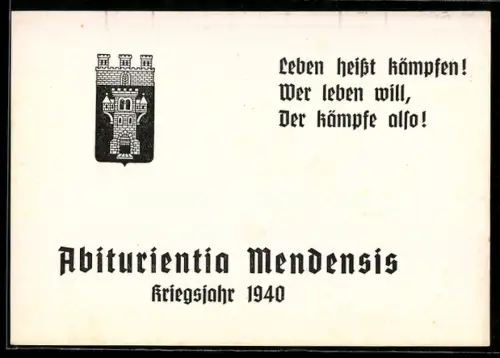 Leben heißt kämpfen!
Wer leben will,
Der kämpfe also!
Abiturientia Mendensis
Kriegsjahr 1940